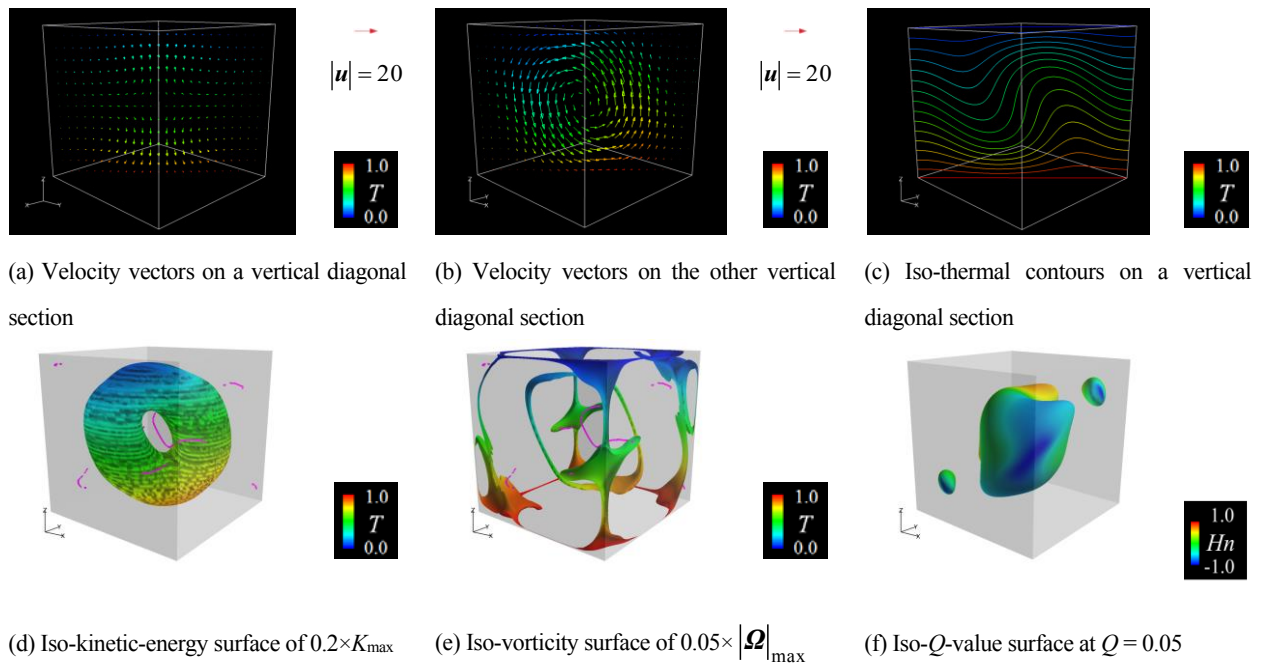 |u| = 20
|u| = 20
1.0
T
0.0
1.0
T
0.0
1.0
T
0.0
Z
X
Y
Z
X
Y
Z
X
Y
(a) Velocity vectors on a vertical diagonal
section
(b) Velocity vectors on the other vertical
diagonal section
(c) Iso-thermal contours on a vertical
diagonal section
1.0
T
0.0
1.0
T
0.0
1.0
Hn
-1.0
Z
Y
X
Z
Y
X
Z
Y
X
(d) Iso-kinetic-energy surface of 0.2×Kmax
(e) Iso-vorticity surface of 0.05× |Ω|max
(f) Iso-Q-value surface at Q = 0.05